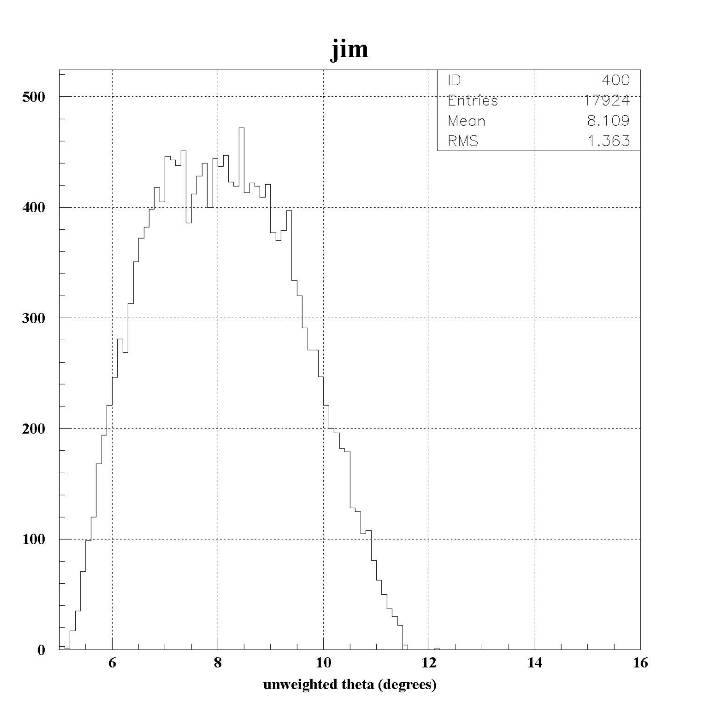 jim
ID 400
Entries 17924
Mean 8.109
RMS 1.363
500
400
300
200
100
0
6 8 10 12 14 16
unweighted theta (degrees)